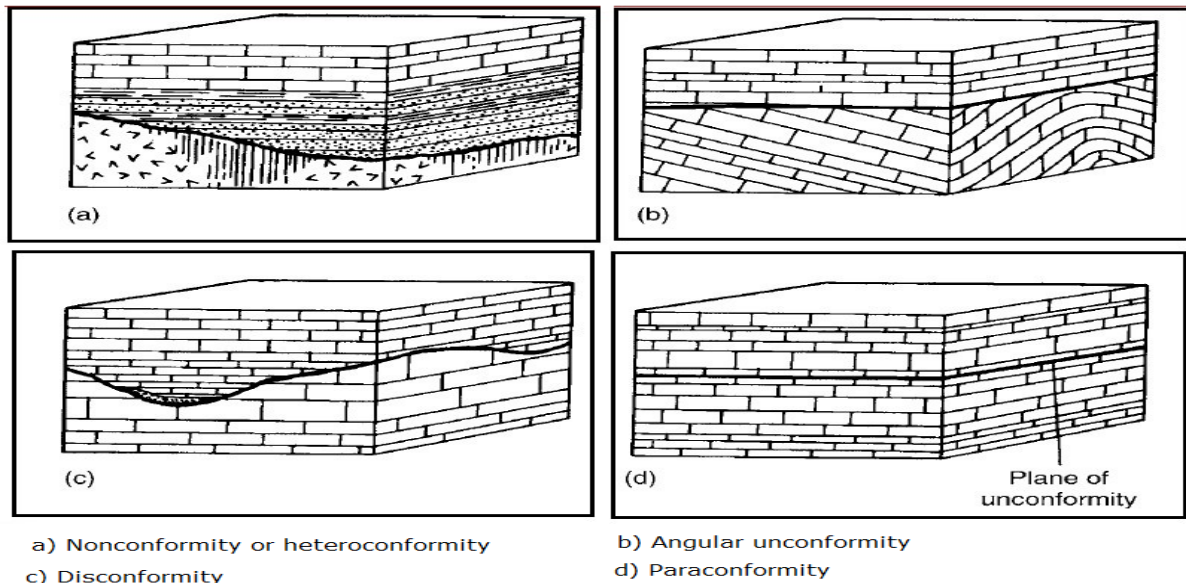 (a)
(b)
(c)
(d)
Plane of
unconformity
a) Nonconformity or heteroconformity
b) Angular unconformity
c) Disconformity
d) Paraconformity